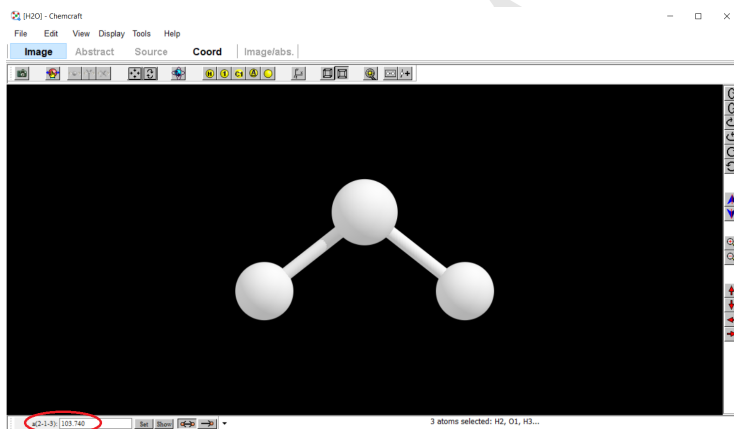 [H2O] - Chemcraft
File Edit View Display Tools Help
Image Abstract Source Coord Image/abs.
a(2-1-3): 103.740 Set Show
3 atoms selected: H2, O1, H3...